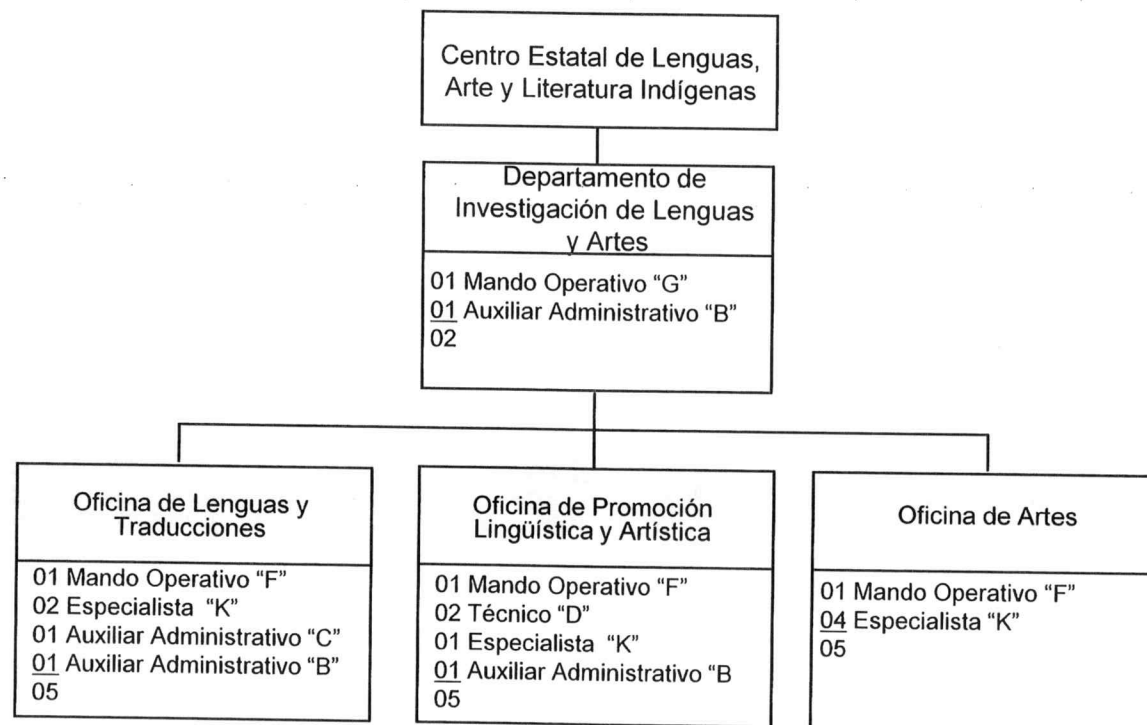 Centro Estatal de Lenguas,
Arte y Literatura Indígenas
Departamento de
Investigación de Lenguas
y Artes
01 Mando Operativo “G”
01 Auxiliar Administrativo “B”
02
Oficina de Lenguas y
Traducciones
01 Mando Operativo “F”
02 Especialista “K”
01 Auxiliar Administrativo “C”
01 Auxiliar Administrativo “B”
05
Oficina de Promoción
Lingüística y Artística
01 Mando Operativo “F”
02 Técnico “D”
01 Especialista “K”
01 Auxiliar Administrativo “B
05
Oficina de Artes
01 Mando Operativo “F”
04 Especialista “K”
05